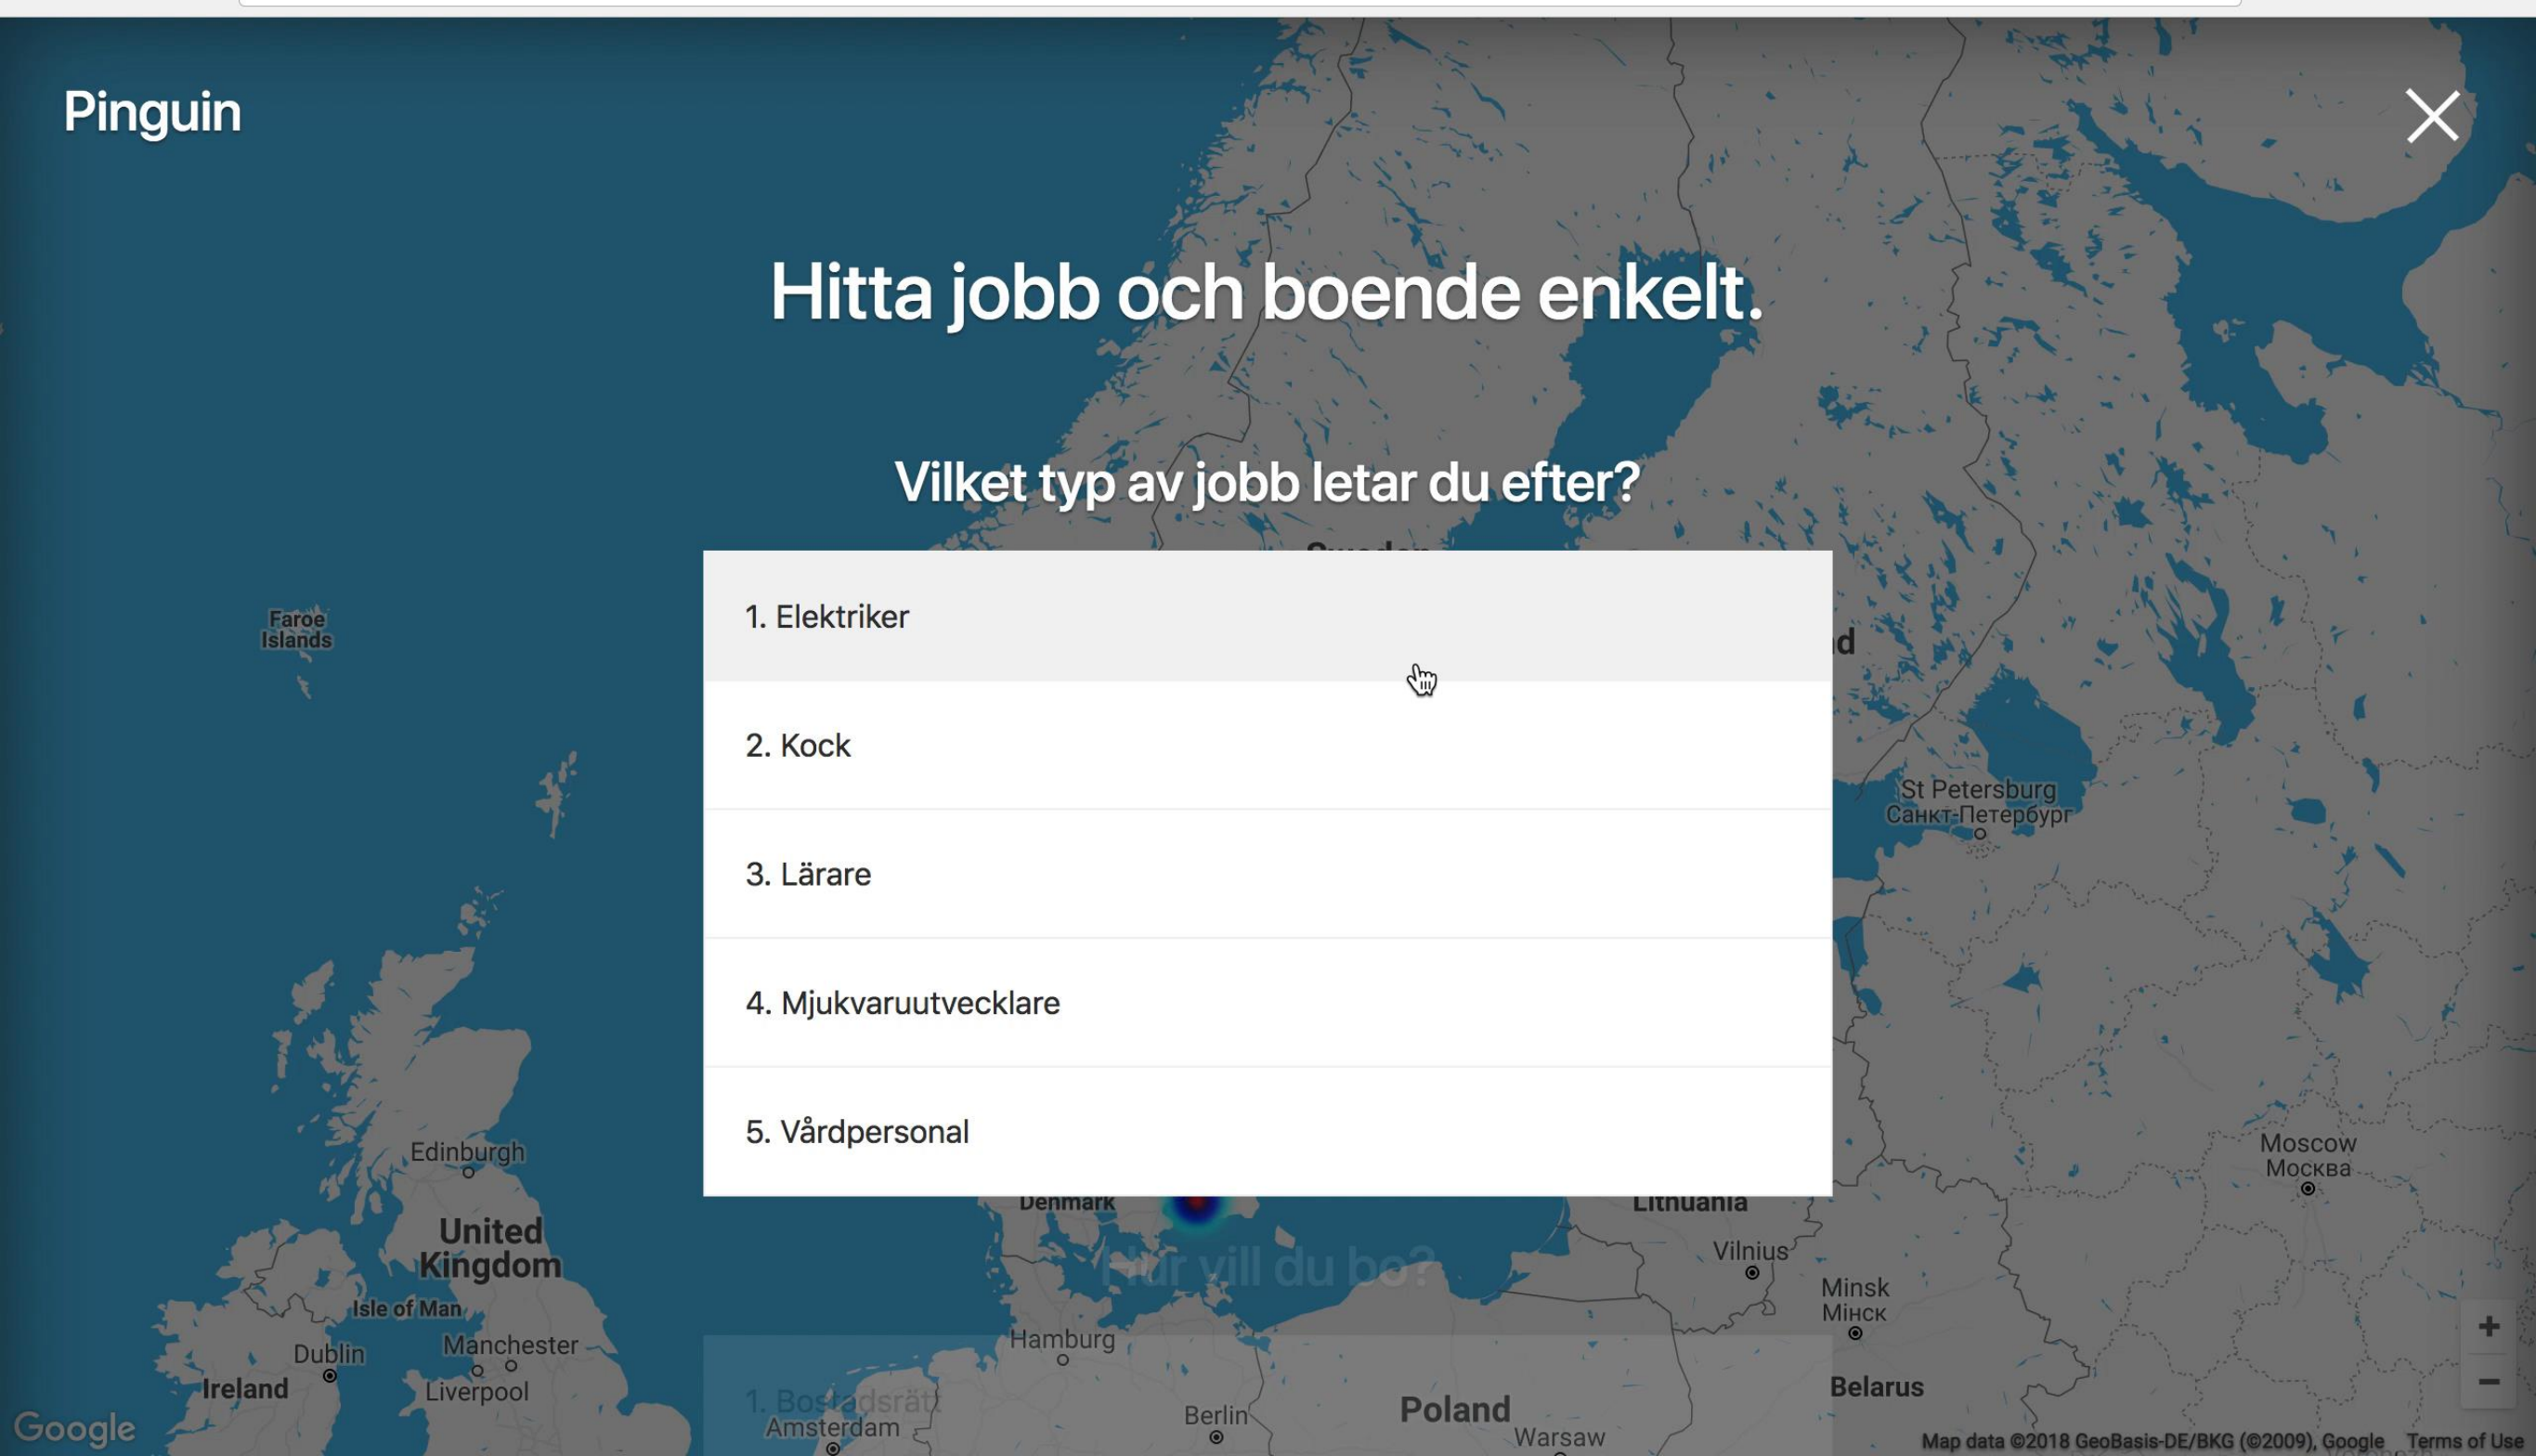 Pinguin
Hitta jobb och boende enkelt.
Vilket typ av jobb letar du efter?
Sweden
1. Elektriker
Faroe
Islands
d
2. Kock
St Petersburg
Санкт-Петербург
3. Lärare
4. Mjukvaruutvecklare
5. Vårdpersonal
Edinburgh
Moscow
Москва
Denmark
Lithuania
United
Kingdom
Hur vill du bo?
Vilnius
Minsk
Мінск
Isle of Man
Hamburg
Manchester
Dublin
Ireland
Liverpool
Belarus
1. Bostadsrätt
Amsterdam
Berlin
Poland
Warsaw
Google
Map data ©2018 GeoBasis-DE/BKG (©2009), Google
Terms of Use